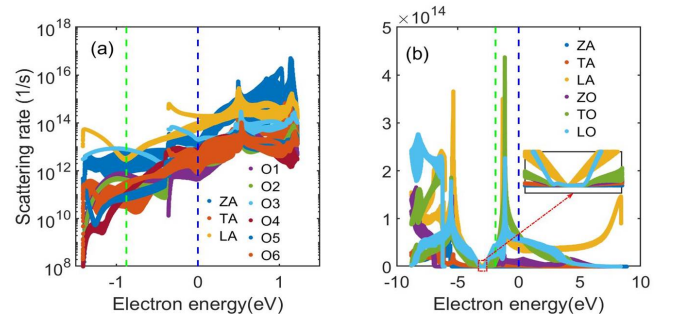 (a)
Scattering rate (1/s)
10^18
10^16
10^14
10^12
10^10
10^8
ZA
TA
LA
O1
O2
O3
O4
O5
O6
-1
0
1
Electron energy(eV)
5 ×10^14
(b)
4
3
2
1
0
ZA
TA
LA
ZO
TO
LO
-10
-5
0
5
10
Electron energy(eV)